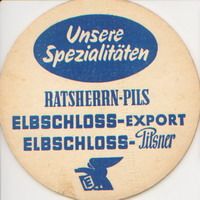 Unsere
Spezialitäten
RATSHERRN-PILS
ELBSCHLOSS-EXPORT
ELBSCHLOSS-Pilsner